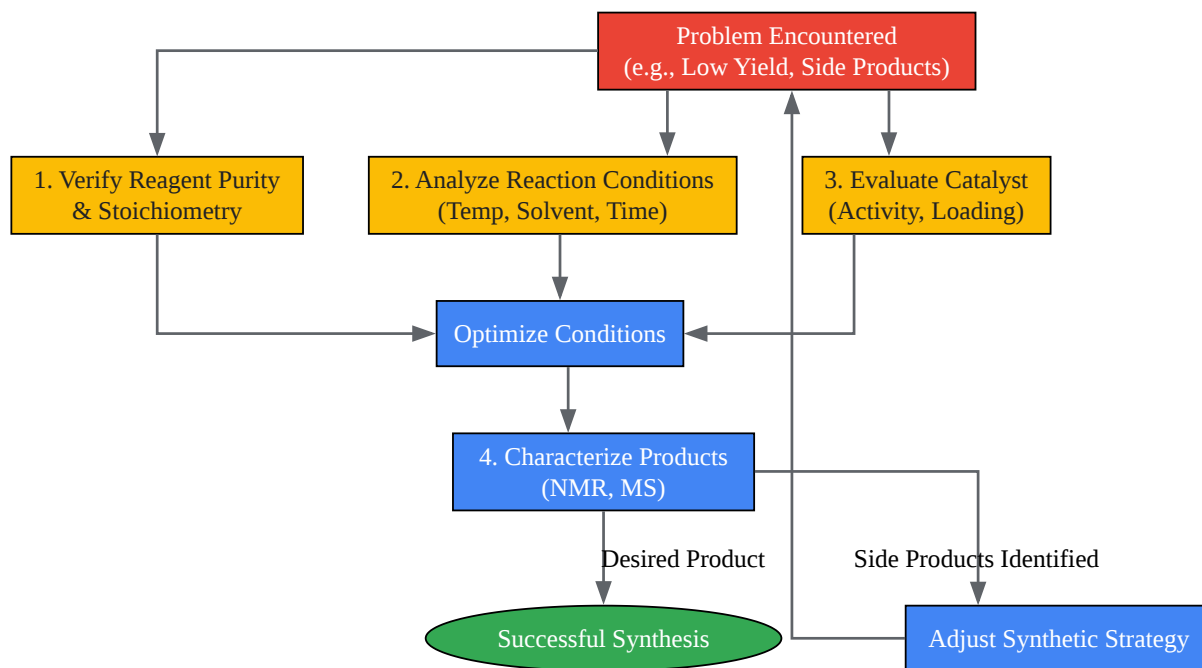 Problem Encountered
(e.g., Low Yield, Side Products)
1. Verify Reagent Purity
& Stoichiometry
2. Analyze Reaction Conditions
(Temp, Solvent, Time)
3. Evaluate Catalyst
(Activity, Loading)
Optimize Conditions
4. Characterize Products
(NMR, MS)
Desired Product
Side Products Identified
Successful Synthesis
Adjust Synthetic Strategy